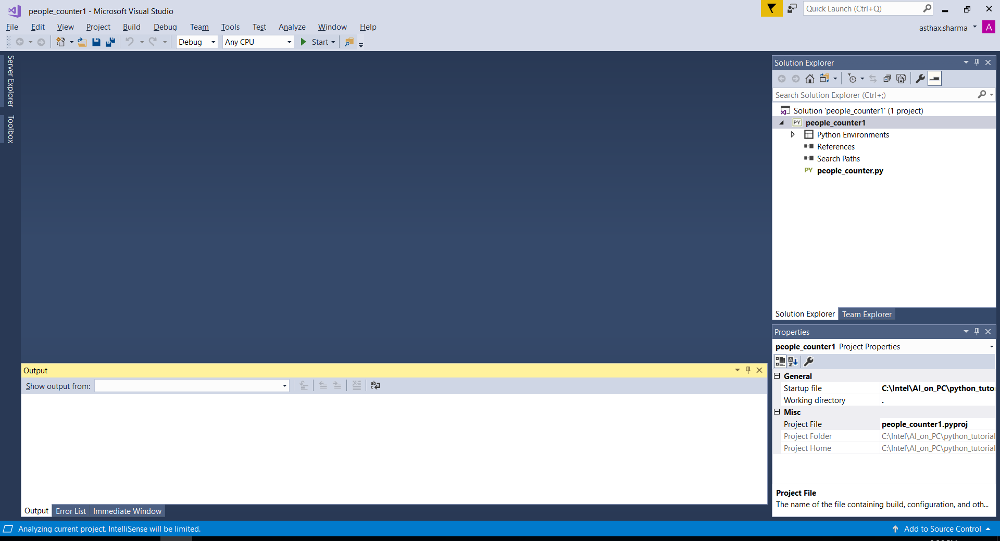 people_counter1 - Microsoft Visual Studio
Quick Launch (Ctrl+Q)
File Edit View Project Build Debug Team Tools Test Analyze Window Help
asthax.sharma
A
Debug Any CPU Start
Server Explorer
Toolbox
Solution Explorer
Search Solution Explorer (Ctrl+;)
Solution 'people_counter1' (1 project)
PY people_counter1
Python Environments
References
Search Paths
PY people_counter.py
Solution Explorer Team Explorer
Properties
people_counter1 Project Properties
General
Startup file C:\Intel\AI_on_PC\python_tutor
Working directory .
Misc
Project File people_counter1.pyproj
Project Folder C:\Intel\AI_on_PC\python_tutorial
Project Home C:\Intel\AI_on_PC\python_tutorial
Project File
The name of the file containing build, configuration, and oth...
Output
Show output from:
Output Error List Immediate Window
Analyzing current project. IntelliSense will be limited.
Add to Source Control